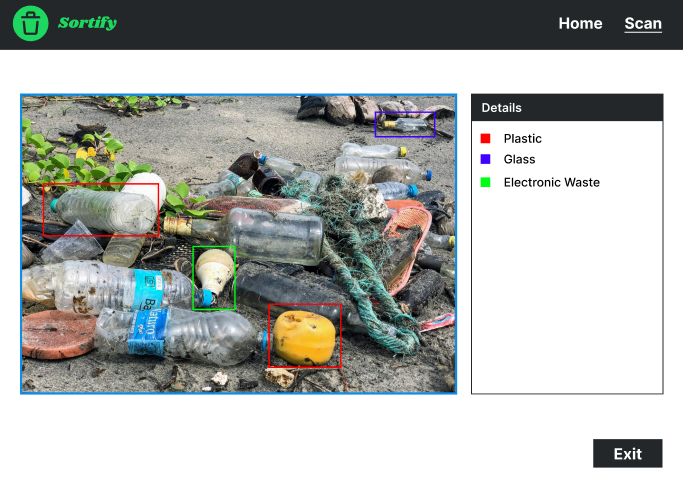 Sortify
Home
Scan
Details
Plastic
Glass
Electronic Waste
Exit